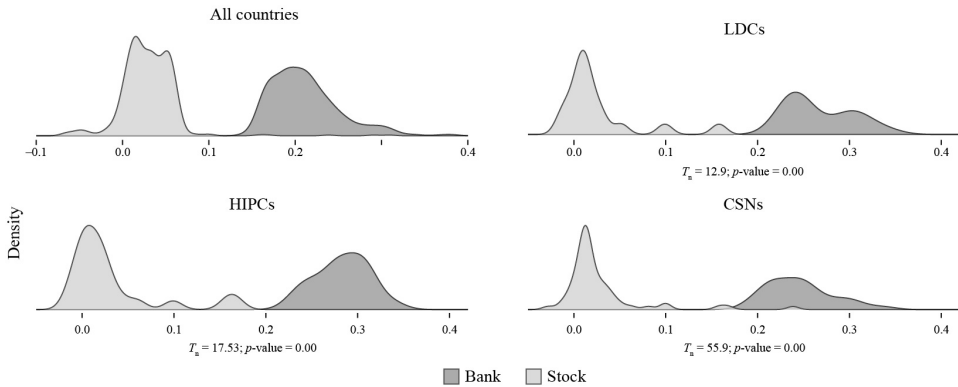 All countries
–0.1 0.0 0.1 0.2 0.3 0.4
LDCs
0.0 0.1 0.2 0.3 0.4
Tn = 12.9; p-value = 0.00
Density
HIPCs
0.0 0.1 0.2 0.3 0.4
Tn = 17.53; p-value = 0.00
CSNs
0.0 0.1 0.2 0.3 0.4
Tn = 55.9; p-value = 0.00
Bank Stock